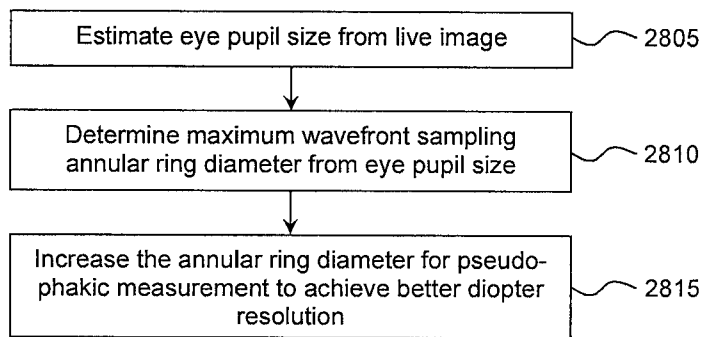 Estimate eye pupil size from live image
2805
Determine maximum wavefront sampling
annular ring diameter from eye pupil size
2810
Increase the annular ring diameter for pseudo-
phakic measurement to achieve better diopter
resolution
2815